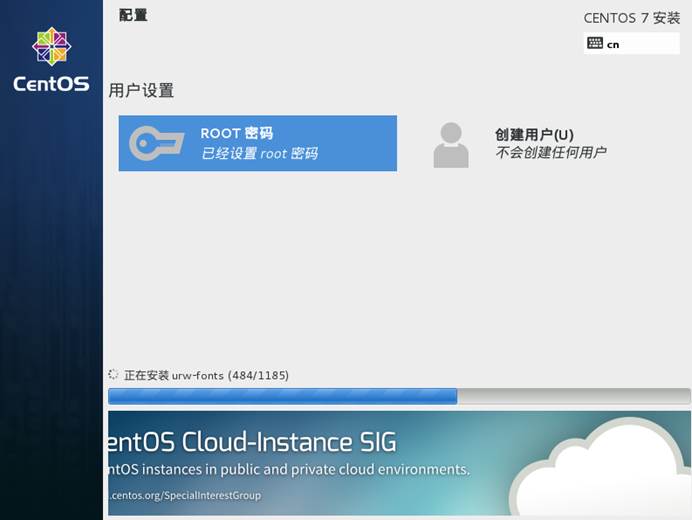 配置
CENTOS 7 安装
cn
CentOS
用户设置
ROOT 密码
已经设置 root 密码
创建用户(U)
不会创建任何用户
正在安装 urw-fonts (484/1185)
entOS Cloud-Instance SIG
ntOS instances in public and private cloud environments.
.centos.org/SpecialInterestGroup